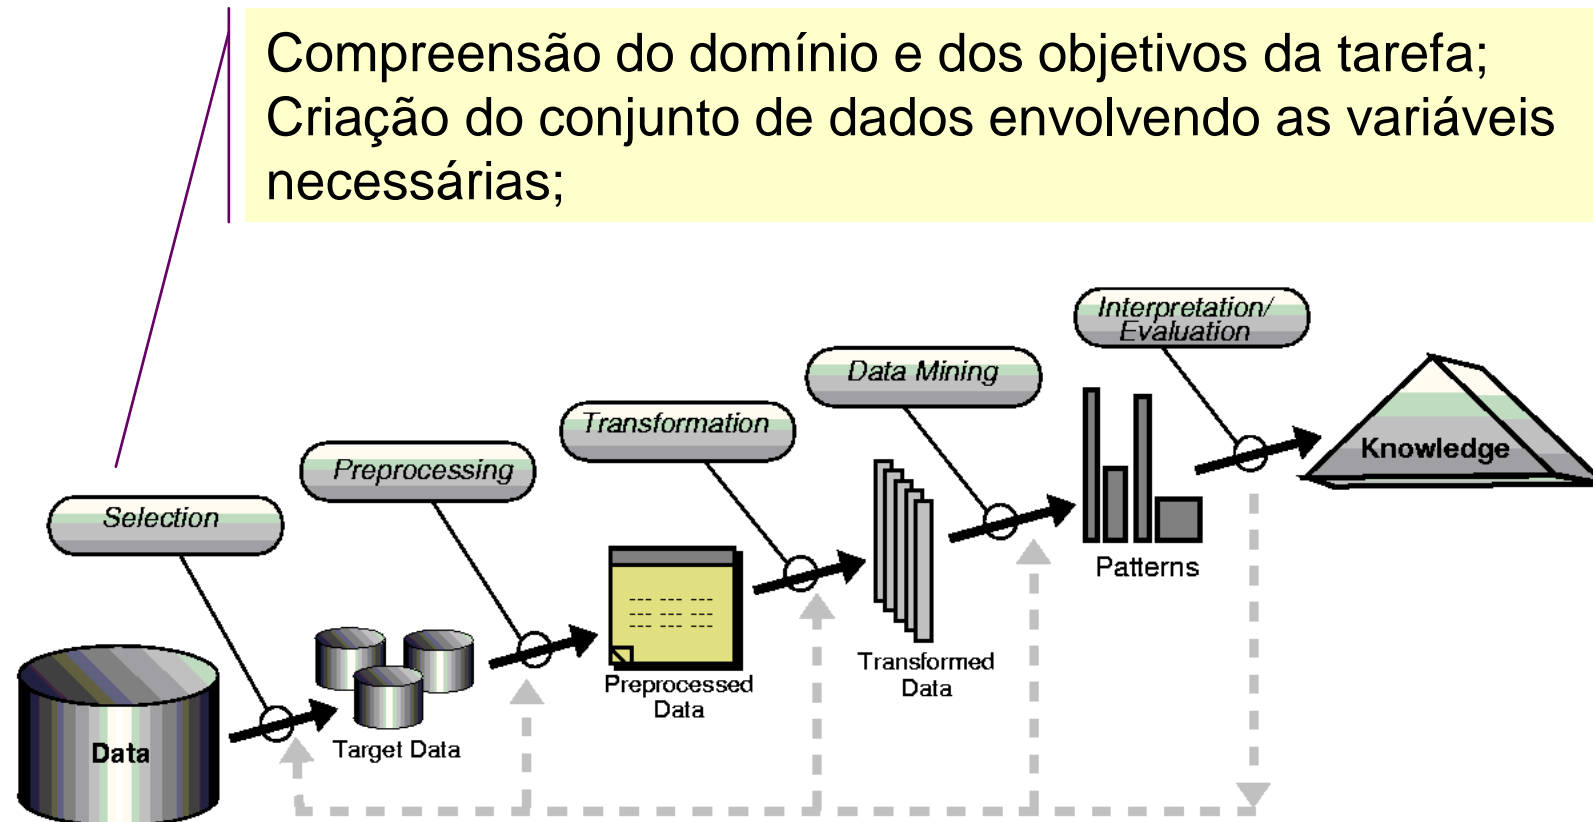 Compreensão do domínio e dos objetivos da tarefa;
Criação do conjunto de dados envolvendo as variáveis
necessárias;
Interpretation/
Evaluation
Data Mining
Transformation
Preprocessing
Selection
Knowledge
Patterns
Transformed
Data
Preprocessed
Data
Target Data
Data